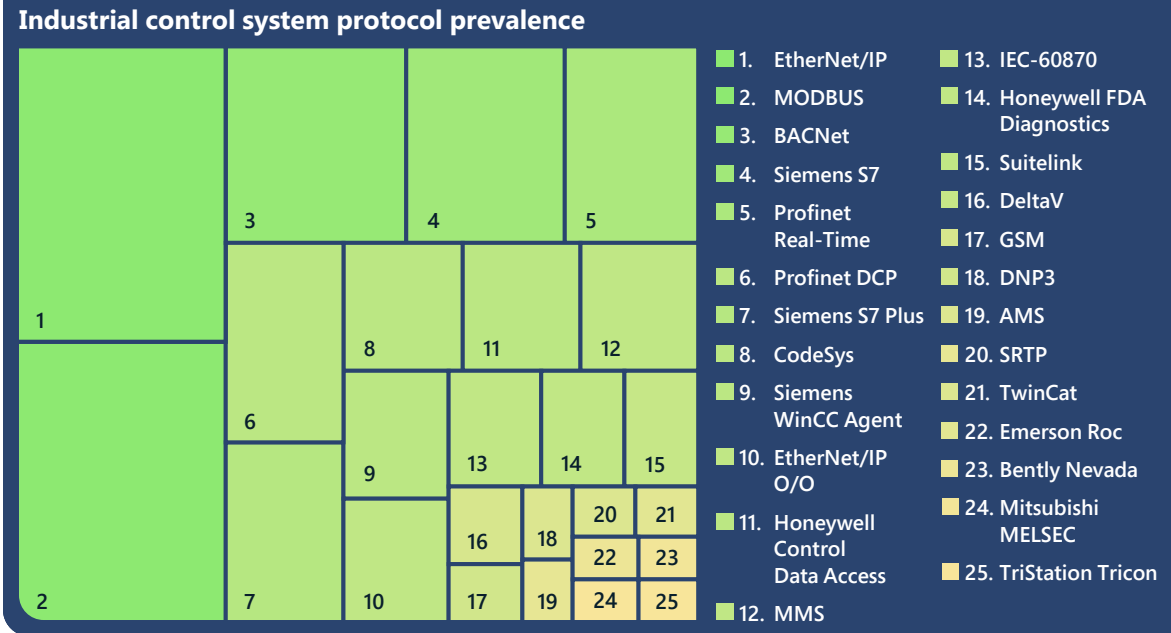 Industrial control system protocol prevalence
1
2
3
4
5
6
7
8
9
10
11
12
13
14
15
16
17
18
19
20
21
22
23
24
25
1. EtherNet/IP
2. MODBUS
3. BACNet
4. Siemens S7
5. Profinet
Real-Time
6. Profinet DCP
7. Siemens S7 Plus
8. CodeSys
9. Siemens
WinCC Agent
10. EtherNet/IP
O/O
11. Honeywell
Control
Data Access
12. MMS
13. IEC-60870
14. Honeywell FDA
Diagnostics
15. Suitelink
16. DeltaV
17. GSM
18. DNP3
19. AMS
20. SRTP
21. TwinCat
22. Emerson Roc
23. Bently Nevada
24. Mitsubishi
MELSEC
25. TriStation Tricon